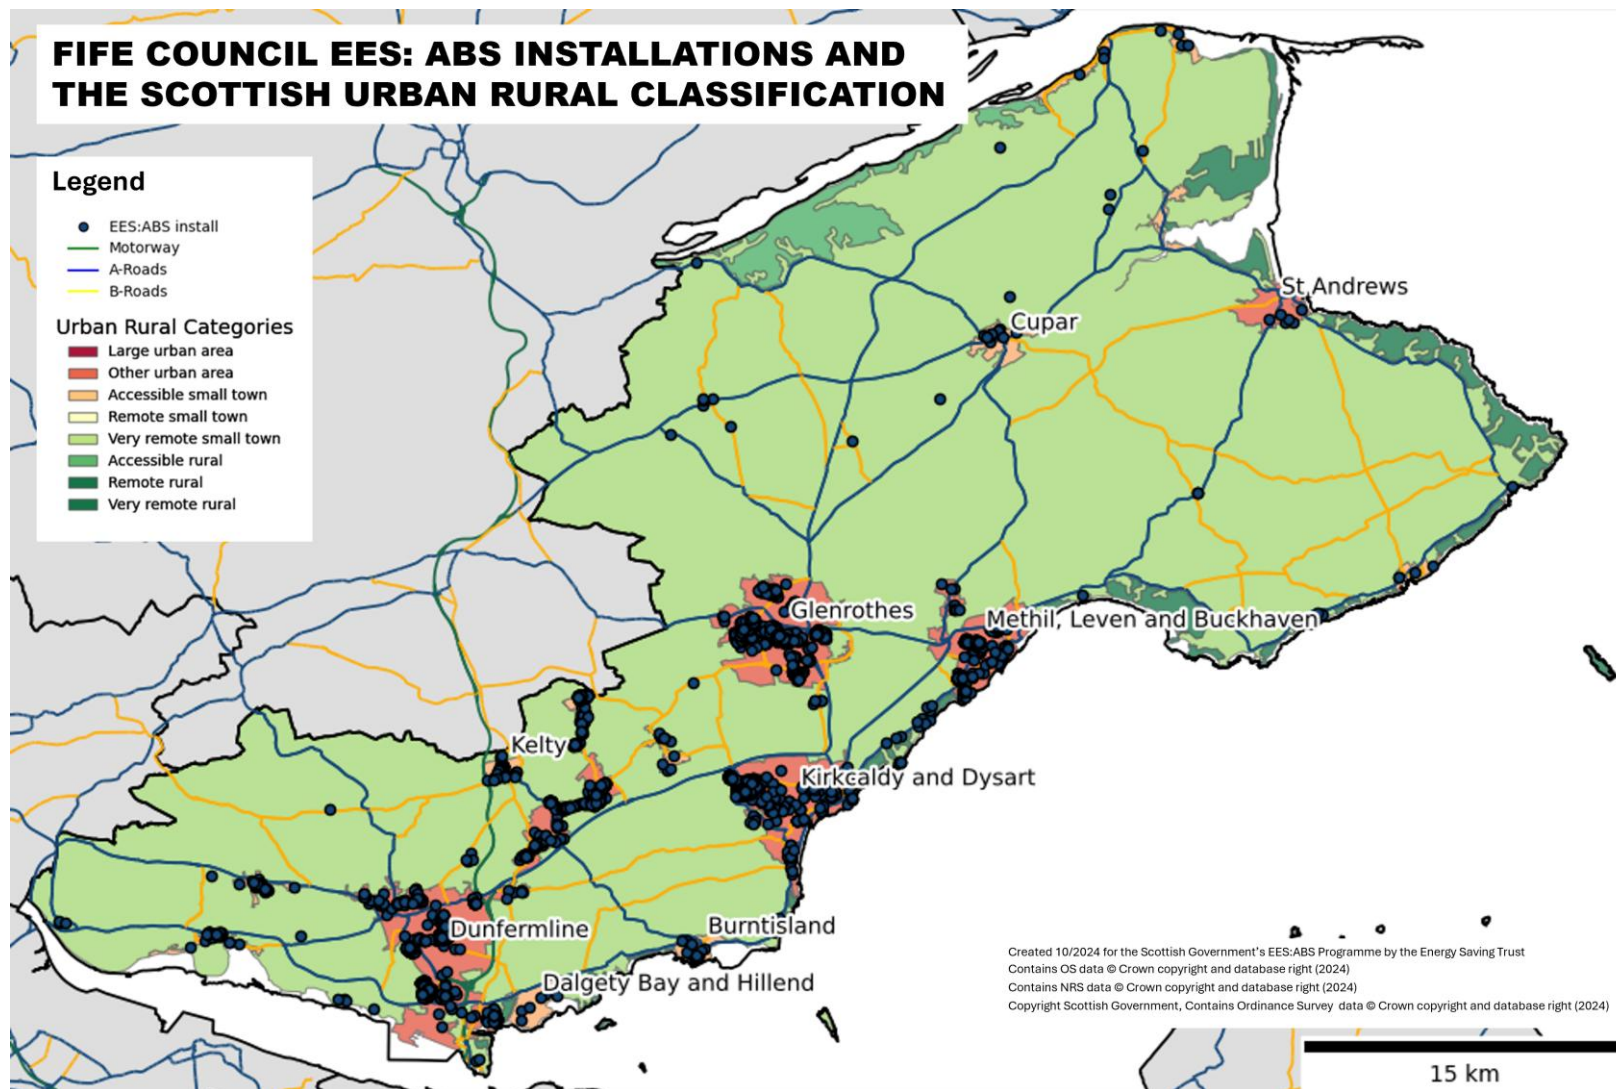 FIFE COUNCIL EES: ABS INSTALLATIONS AND
THE SCOTTISH URBAN RURAL CLASSIFICATION
Legend
EES:ABS install
Motorway
A-Roads
B-Roads
Urban Rural Categories
Large urban area
Other urban area
Accessible small town
Remote small town
Very remote small town
Accessible rural
Remote rural
Very remote rural
St Andrews
Cupar
Glenrothes
Methil, Leven and Buckhaven
Kelty
Kirkcaldy and Dysart
Dunfermline
Burntisland
Dalgety Bay and Hillend
Created 10/2024 for the Scottish Government's EES:ABS Programme by the Energy Saving Trust
Contains OS data © Crown copyright and database right (2024)
Contains NRS data © Crown copyright and database right (2024)
Copyright Scottish Government, Contains Ordinance Survey data © Crown copyright and database right (2024)
15 km